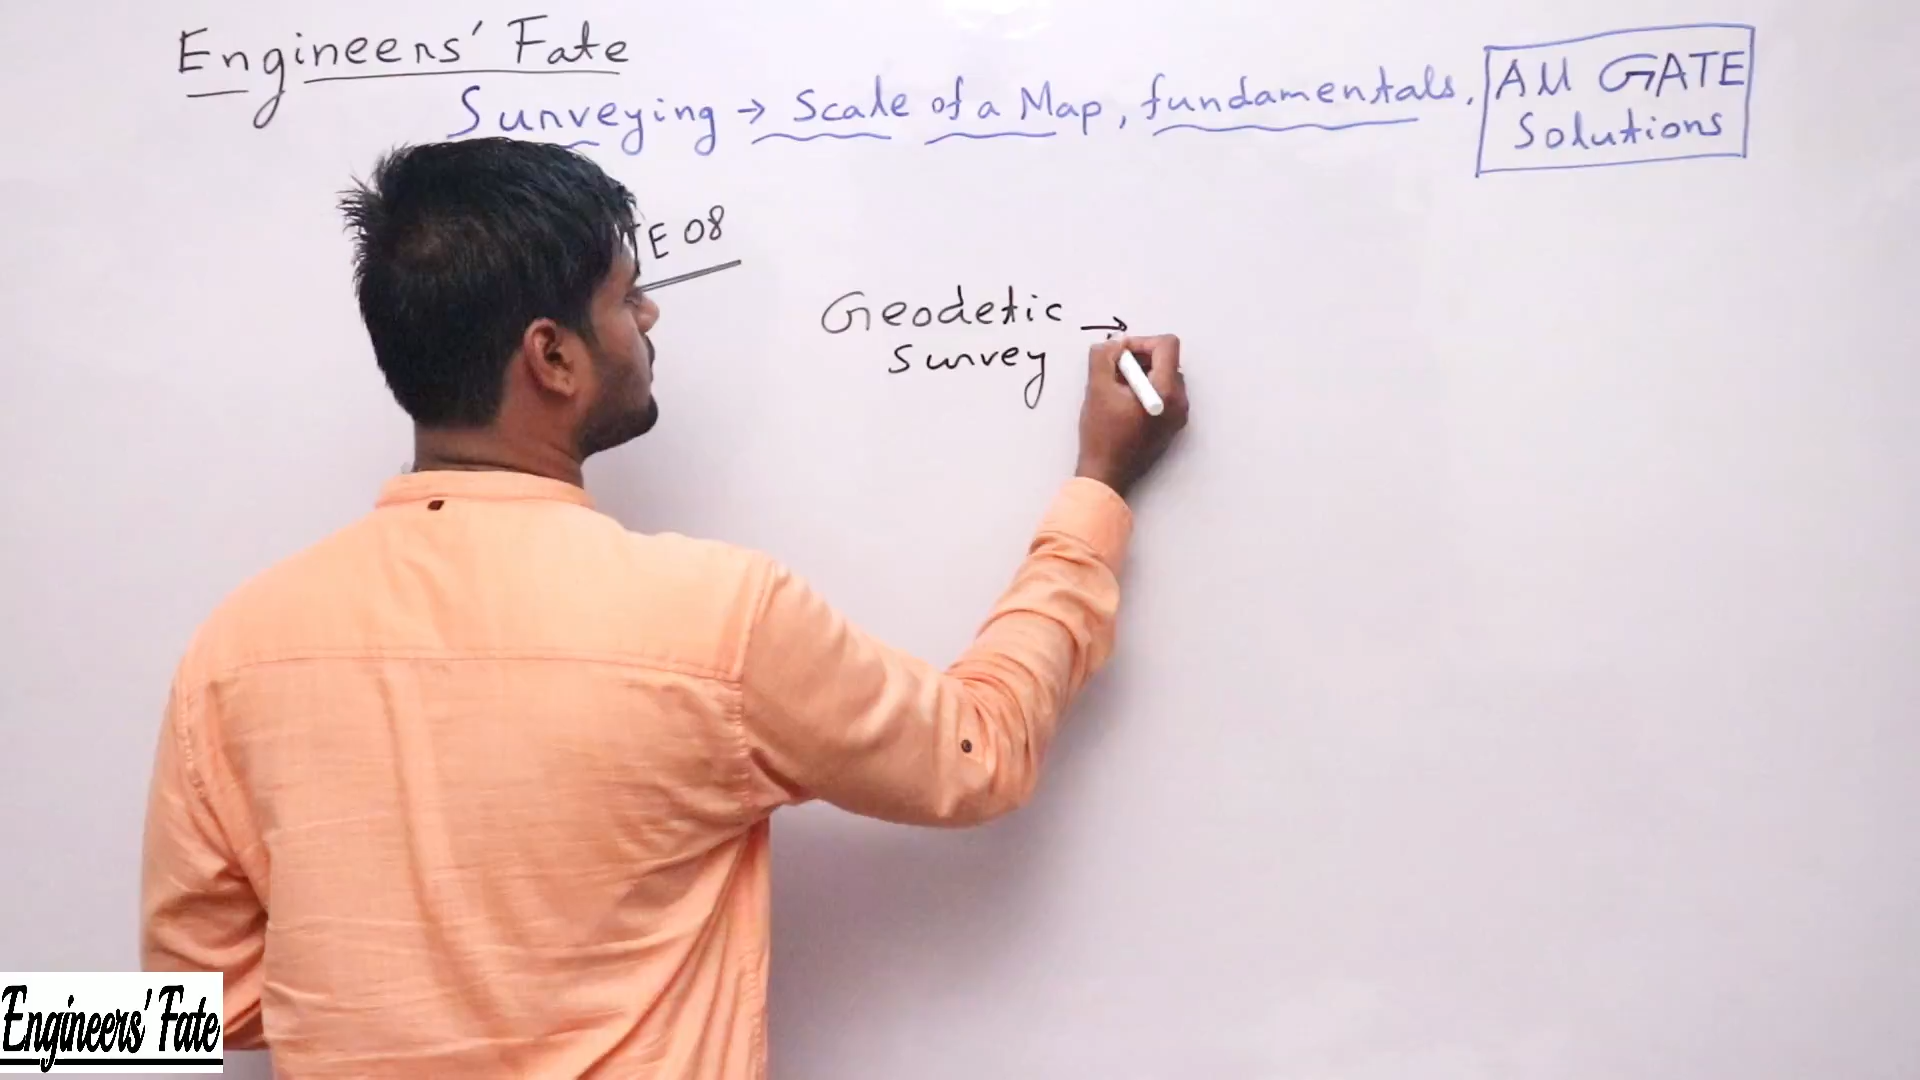 Engineers' Fate
Surveying → Scale of a Map, fundamentals,
All GATE
Solutions
E 08
Geodetic →
Survey
Engineers' Fate